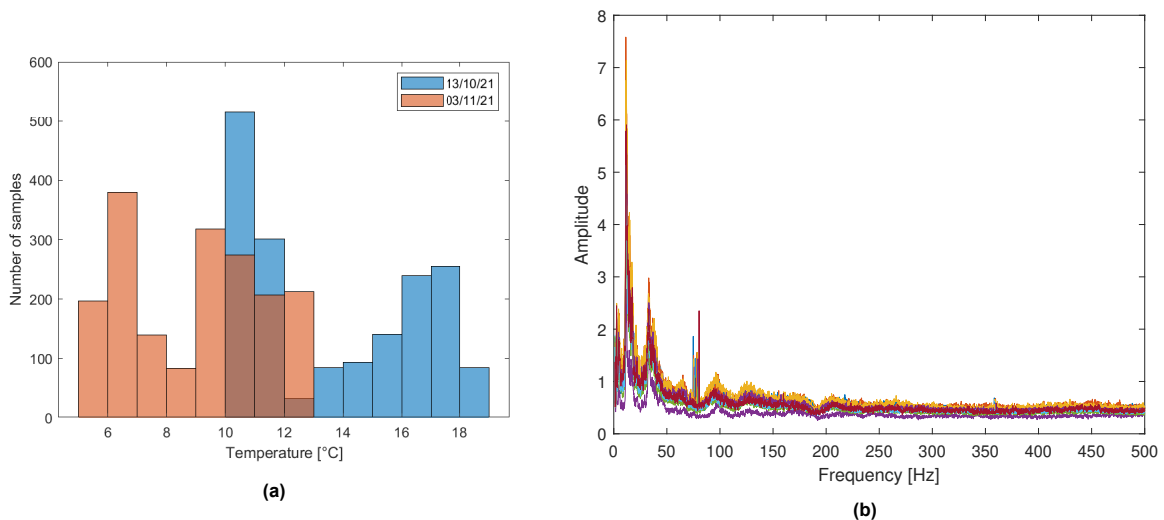 600
500
400
300
200
100
0
Number of samples
6 8 10 12 14 16 18
Temperature [°C]
13/10/21
03/11/21
(a)
8
7
6
5
4
3
2
1
0
Amplitude
0 50 100 150 200 250 300 350 400 450 500
Frequency [Hz]
(b)